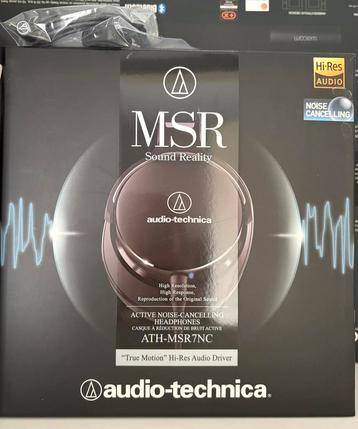 wacom
Hi-Res
AUDIO
NOISE
CANCELLING
MSR
Sound Reality
audio-technica
High Resolution,
High Response,
Reproduction of the Original Sound
ACTIVE NOISE-CANCELLING
HEADPHONES
CASQUE À RÉDUCTION DE BRUIT ACTIVE
ATH-MSR7NC
"True Motion" Hi-Res Audio Driver
audio-technica®